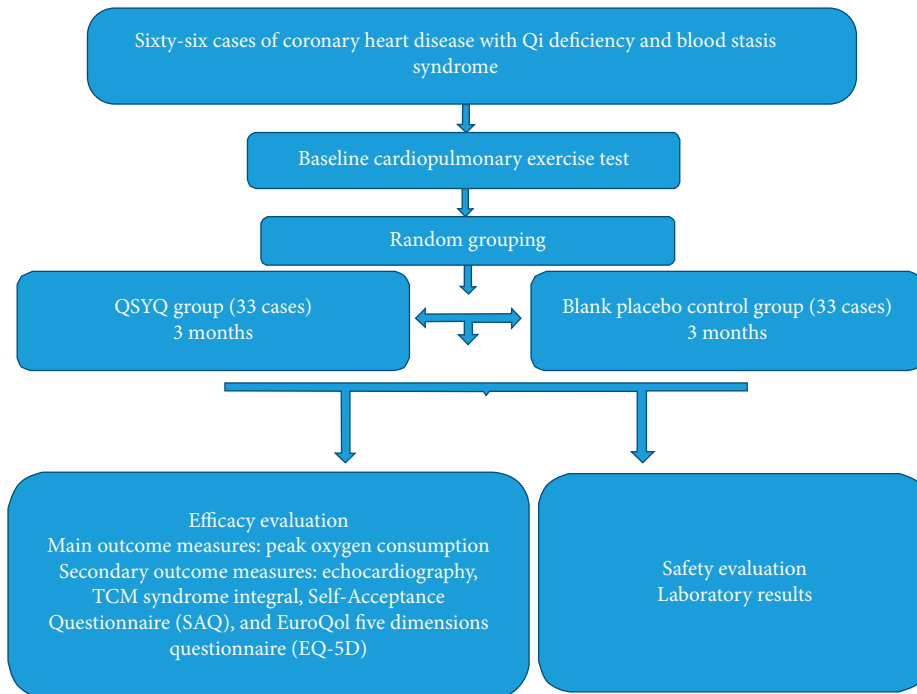 Sixty-six cases of coronary heart disease with Qi deficiency and blood stasis
syndrome
Baseline cardiopulmonary exercise test
Random grouping
QSYQ group (33 cases)
3 months
Blank placebo control group (33 cases)
3 months
Efficacy evaluation
Main outcome measures: peak oxygen consumption
Secondary outcome measures: echocardiography,
TCM syndrome integral, Self-Acceptance
Questionnaire (SAQ), and EuroQol five dimensions
questionnaire (EQ-5D)
Safety evaluation
Laboratory results